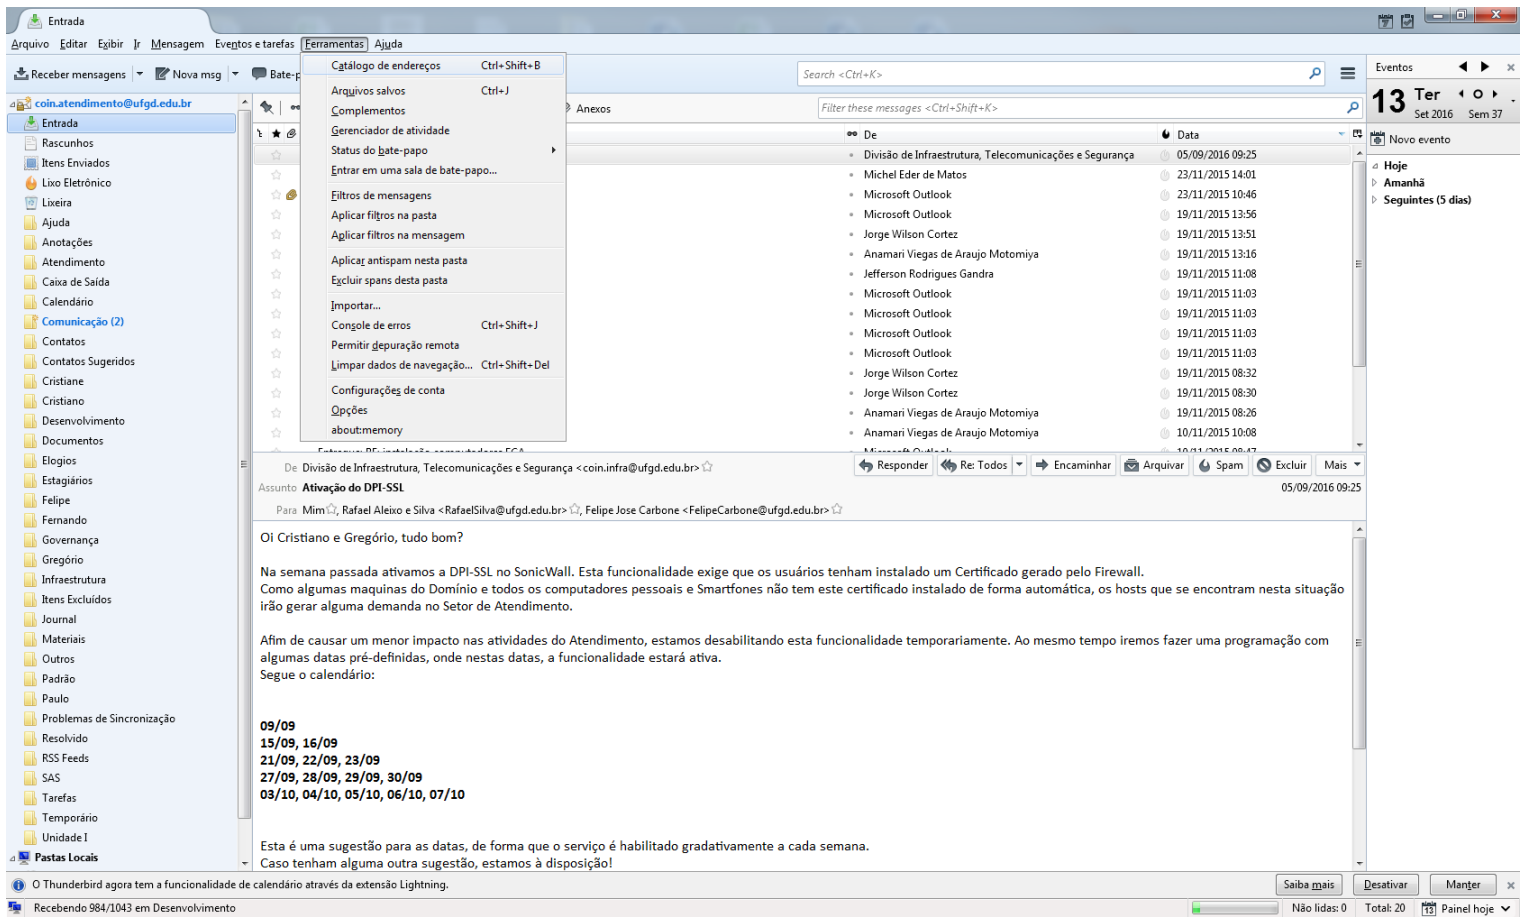 Entrada
Arquivo Editar Exibir Ir Mensagem Eventos e tarefas Ferramentas Ajuda
Receber mensagens Nova msg Bate-p
Search <Ctrl+K>
Anexos
Filter these messages <Ctrl+Shift+K>
coin.atendimento@ufgd.edu.br
Entrada
Rascunhos
Itens Enviados
Lixo Eletrônico
Lixeira
Ajuda
Anotações
Atendimento
Caixa de Saída
Calendário
Comunicação (2)
Contatos
Contatos Sugeridos
Cristiane
Cristiano
Desenvolvimento
Documentos
Elogios
Estagiários
Felipe
Fernando
Governança
Gregório
Infraestrutura
Itens Excluídos
Journal
Materiais
Outros
Padrão
Paulo
Problemas de Sincronização
Resolvido
RSS Feeds
SAS
Tarefas
Temporário
Unidade I
Pastas Locais
Catálogo de endereços Ctrl+Shift+B
Arquivos salvos Ctrl+J
Complementos
Gerenciador de atividade
Status do bate-papo
Entrar em uma sala de bate-papo...
Filtros de mensagens
Aplicar filtros na pasta
Aplicar filtros na mensagem
Aplicar antispam nesta pasta
Excluir spans desta pasta
Importar...
Console de erros Ctrl+Shift+J
Permitir depuração remota
Limpar dados de navegação... Ctrl+Shift+Del
Configurações de conta
Opções
about:memory
De Data
Divisão de Infraestrutura, Telecomunicações e Segurança 05/09/2016 09:25
Michel Eder de Matos 23/11/2015 14:01
Microsoft Outlook 23/11/2015 10:46
Microsoft Outlook 19/11/2015 13:56
Jorge Wilson Cortez 19/11/2015 13:51
Anamari Viegas de Araujo Motomiya 19/11/2015 13:16
Jefferson Rodrigues Gandra 19/11/2015 11:08
Microsoft Outlook 19/11/2015 11:03
Microsoft Outlook 19/11/2015 11:03
Microsoft Outlook 19/11/2015 11:03
Microsoft Outlook 19/11/2015 11:03
Jorge Wilson Cortez 19/11/2015 08:32
Jorge Wilson Cortez 19/11/2015 08:30
Anamari Viegas de Araujo Motomiya 19/11/2015 08:26
Anamari Viegas de Araujo Motomiya 10/11/2015 10:08
De Divisão de Infraestrutura, Telecomunicações e Segurança <coin.infra@ufgd.edu.br>
Responder Re: Todos Encaminhar Arquivar Spam Excluir Mais
Assunto Ativação do DPI-SSL 05/09/2016 09:25
Para Mim, Rafael Aleixo e Silva <RafaelSilva@ufgd.edu.br>, Felipe Jose Carbone <FelipeCarbone@ufgd.edu.br>
Oi Cristiano e Gregório, tudo bom?
Na semana passada ativamos a DPI-SSL no SonicWall. Esta funcionalidade exige que os usuários tenham instalado um Certificado gerado pelo Firewall.
Como algumas maquinas do Domínio e todos os computadores pessoais e Smartfones não tem este certificado instalado de forma automática, os hosts que se encontram nesta situação
irão gerar alguma demanda no Setor de Atendimento.
Afim de causar um menor impacto nas atividades do Atendimento, estamos desabilitando esta funcionalidade temporariamente. Ao mesmo tempo iremos fazer uma programação com
algumas datas pré-definidas, onde nestas datas, a funcionalidade estará ativa.
Segue o calendário:
09/09
15/09, 16/09
21/09, 22/09, 23/09
27/09, 28/09, 29/09, 30/09
03/10, 04/10, 05/10, 06/10, 07/10
Esta é uma sugestão para as datas, de forma que o serviço é habilitado gradativamente a cada semana.
Caso tenham alguma outra sugestão, estamos à disposição!
Eventos
13 Ter
Set 2016 Sem 37
Novo evento
Hoje
Amanhã
Seguintes (5 dias)
O Thunderbird agora tem a funcionalidade de calendário através da extensão Lightning.
Saiba mais Desativar Manter
Recebendo 984/1043 em Desenvolvimento
Não lidas: 0 Total: 20 13 Painel hoje